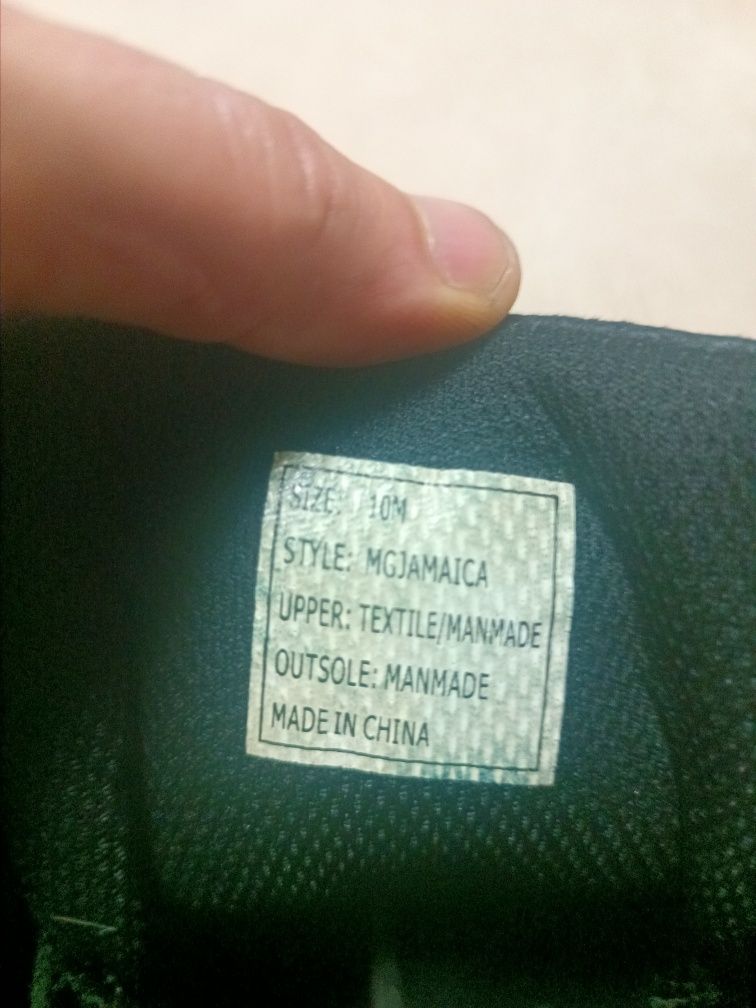 SIZE: 10M
STYLE: MGJAMAICA
UPPER: TEXTILE/MANMADE
OUTSOLE: MANMADE
MADE IN CHINA